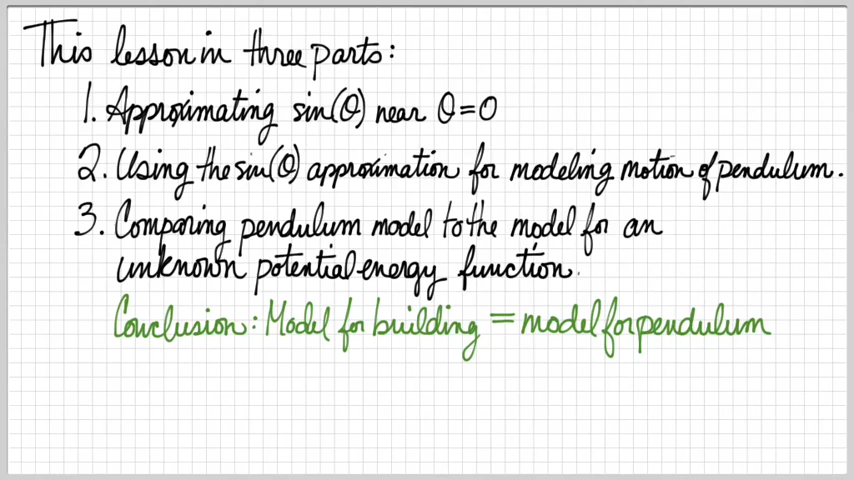 This lesson in three parts:
1. Approximating sin(θ) near θ=0
2. Using the sin(θ) approximation for modeling motion of pendulum.
3. Comparing pendulum model to the model for an
unknown potential energy function.
Conclusion: Model for building = model for pendulum